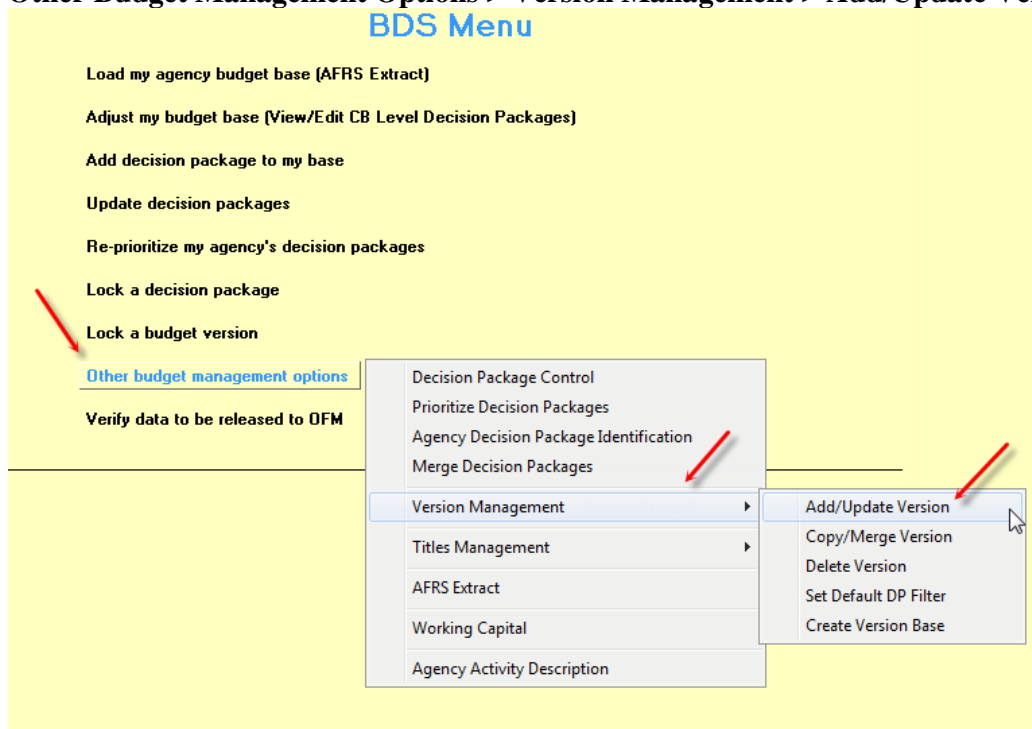 Other Budget Management Options > Version Management > Add/Update Ver
BDS Menu
Load my agency budget base (AFRS Extract)
Adjust my budget base (View/Edit CB Level Decision Packages)
Add decision package to my base
Update decision packages
Re-prioritize my agency's decision packages
Lock a decision package
Lock a budget version
Other budget management options
Verify data to be released to OFM
Decision Package Control
Prioritize Decision Packages
Agency Decision Package Identification
Merge Decision Packages
Version Management
Titles Management
AFRS Extract
Working Capital
Agency Activity Description
Add/Update Version
Copy/Merge Version
Delete Version
Set Default DP Filter
Create Version Base